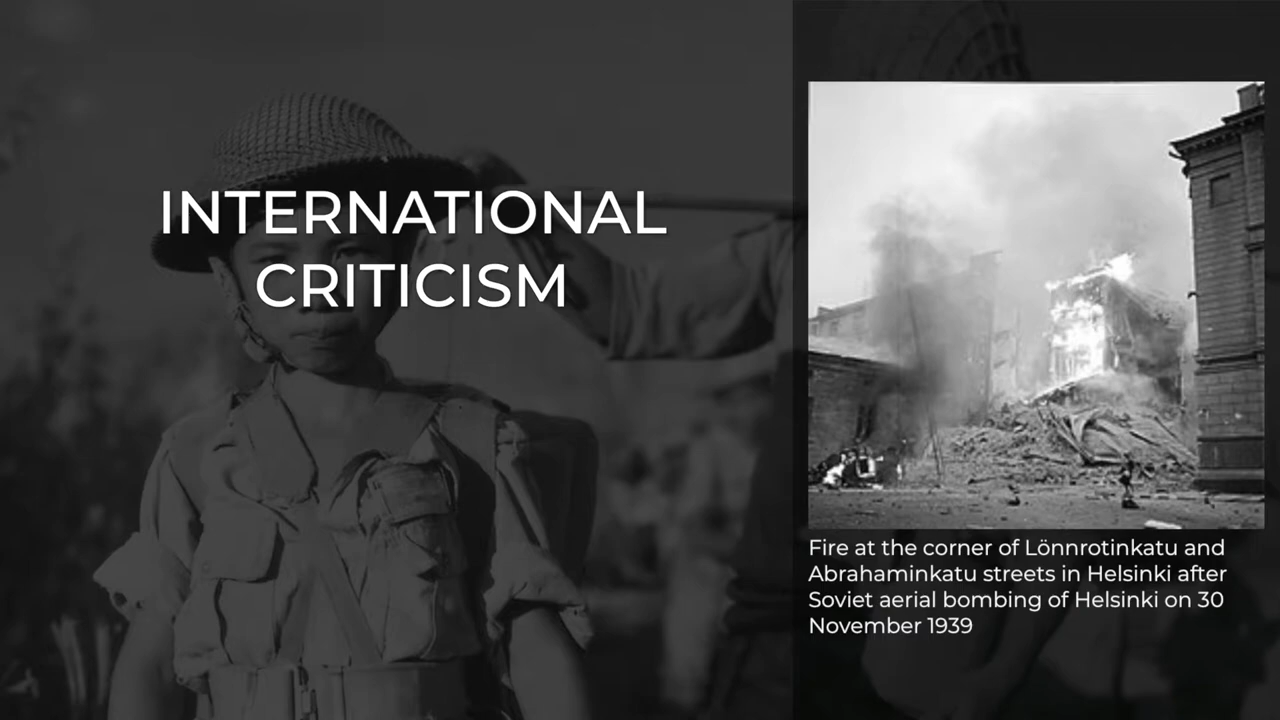 INTERNATIONAL
CRITICISM
Fire at the corner of Lönnrotinkatu and
Abrahaminkatu streets in Helsinki after
Soviet aerial bombing of Helsinki on 30
November 1939